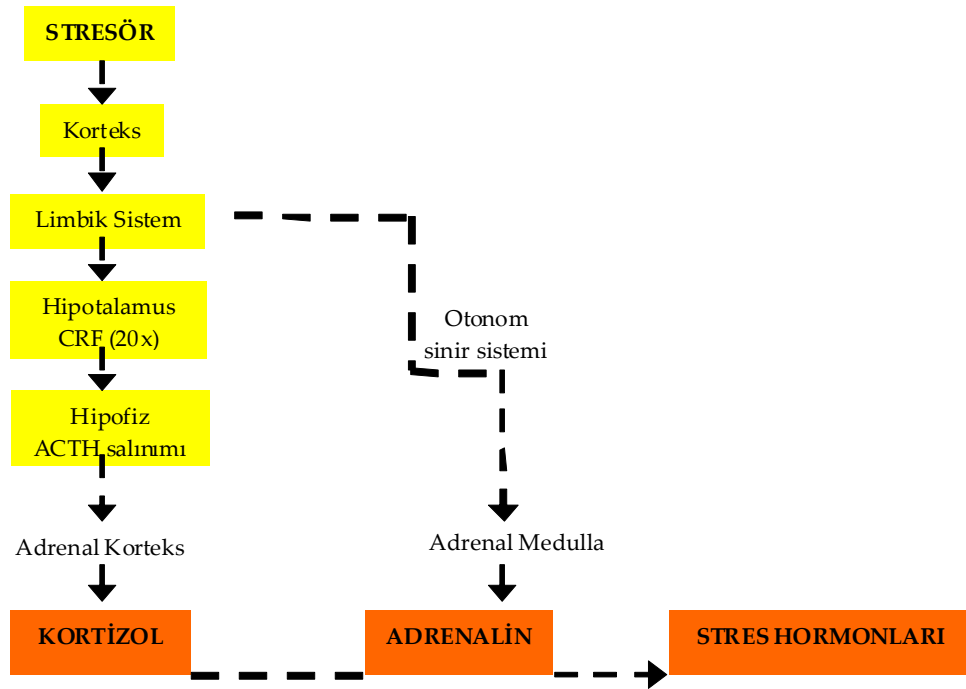 STRESÖR
Korteks
Limbik Sistem
Hipotalamus
CRF (20x)
Otonom
sinir sistemi
Hipofiz
ACTH salınımı
Adrenal Korteks
Adrenal Medulla
KORTİZOL
ADRENALİN
STRES HORMONLARI